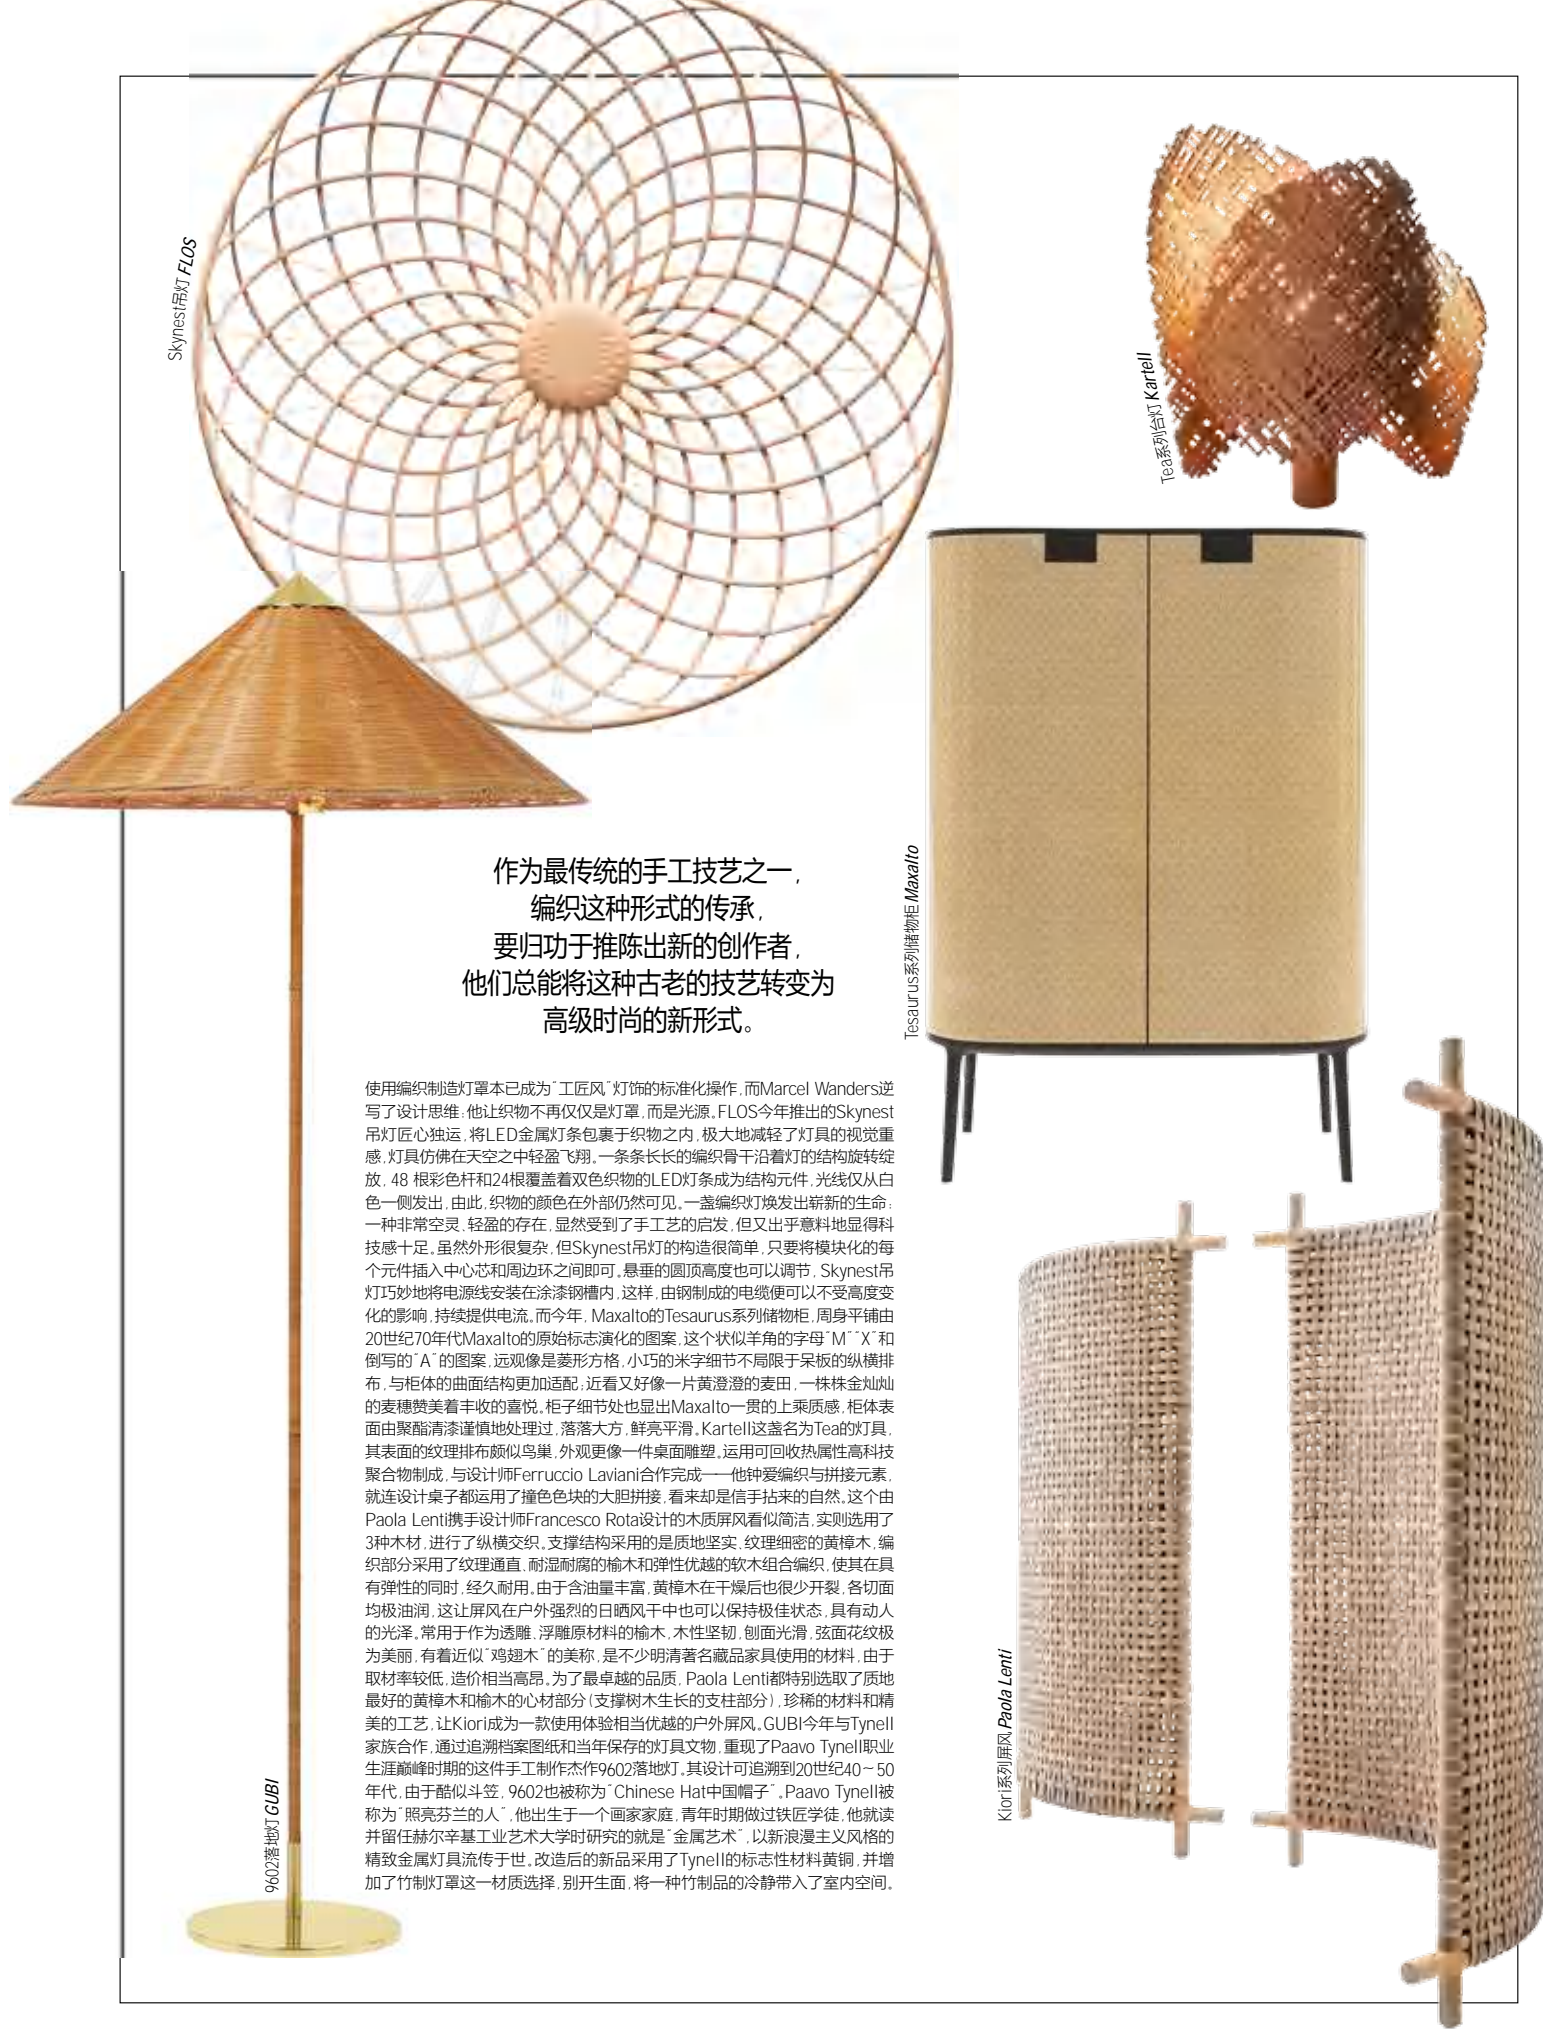 Skynest吊灯 FLOS
Tea系列台灯 Kartell
作为最传统的手工技艺之一，
编织这种形式的传承，
要归功于推陈出新的创作者，
他们总能将这种古老的技艺转变为
高级时尚的新形式。
Tesaurus系列储物柜 Maxalto
使用编织制造灯罩本已成为“工匠风”灯饰的标准化操作，而Marcel Wanders逆
写了设计思维：他让织物不再仅仅是灯罩，而是光源。FLOS今年推出的Skynest
吊灯匠心独运，将LED金属灯条包裹于织物之内，极大地减轻了灯具的视觉重
感，灯具仿佛在天空之中轻盈飞翔。一条条长长的编织骨干沿着灯的结构旋转绽
放，48 根彩色杆和24根覆盖着双色织物的LED灯条成为结构元件，光线仅从白
色一侧发出，由此，织物的颜色在外部仍然可见。一盏编织灯焕发出崭新的生命：
一种非常空灵、轻盈的存在，显然受到了手工艺的启发，但又出乎意料地显得科
技感十足。虽然外形很复杂，但Skynest吊灯的构造很简单，只要将模块化的每
个元件插入中心芯和周边环之间即可。悬垂的圆顶高度也可以调节，Skynest吊
灯巧妙地将电源线安装在涂漆钢槽内，这样，由钢制成的电缆便可以不受高度变
化的影响，持续提供电流。而今年，Maxalto的Tesaurus系列储物柜，周身平铺由
20世纪70年代Maxalto的原始标志演化的图案，这个状似羊角的字母“M”“X”和
倒写的“A”的图案，远观像是菱形方格，小巧的米字细节不局限于呆板的纵横排
布，与柜体的曲面结构更加适配；近看又好像一片黄澄澄的麦田，一株株金灿灿
的麦穗赞美着丰收的喜悦。柜子细节处也显出Maxalto一贯的上乘质感，柜体表
面由聚酯清漆谨慎地处理过，落落大方，鲜亮平滑。Kartell这盏名为Tea的灯具，
其表面的纹理排布颇似鸟巢，外观更像一件桌面雕塑。运用可回收热属性高科技
聚合物制成，与设计师Ferruccio Laviani合作完成——他钟爱编织与拼接元素，
就连设计桌子都运用了撞色色块的大胆拼接，看来却是信手拈来的自然。这个由
Paola Lenti携手设计师Francesco Rota设计的木质屏风看似简洁，实则选用了
3种木材，进行了纵横交织。支撑结构采用的是质地坚实、纹理细密的黄樟木，编
织部分采用了纹理通直、耐湿耐腐的榆木和弹性优越的软木组合编织，使其在具
有弹性的同时，经久耐用。由于含油量丰富，黄樟木在干燥后也很少开裂，各切面
均极油润，这让屏风在户外强烈的日晒风干中也可以保持极佳状态，具有动人
的光泽。常用于作为透雕、浮雕原材料的榆木，木性坚韧，刨面光滑，弦面花纹极
为美丽，有着近似“鸡翅木”的美称，是不少明清著名藏品家具使用的材料，由于
取材率较低，造价相当高昂。为了最卓越的品质，Paola Lenti都特别选取了质地
最好的黄樟木和榆木的心材部分（支撑树木生长的支柱部分），珍稀的材料和精
美的工艺，让Kiori成为一款使用体验相当优越的户外屏风。GUBI今年与Tynell
家族合作，通过追溯档案图纸和当年保存的灯具文物，重现了Paavo Tynell职业
生涯巅峰时期的这件手工制作杰作9602落地灯。其设计可追溯到20世纪40～50
年代，由于酷似斗笠，9602也被称为“Chinese Hat中国帽子”。Paavo Tynell被
称为“照亮芬兰的人”，他出生于一个画家家庭，青年时期做过铁匠学徒，他就读
并留任赫尔辛基工业艺术大学时研究的就是“金属艺术”，以新浪漫主义风格的
精致金属灯具流传于世。改造后的新品采用了Tynell的标志性材料黄铜，并增
加了竹制灯罩这一材质选择，别开生面，将一种竹制品的冷静带入了室内空间。
Kiori系列屏风 Paola Lenti
9602落地灯 GUBI